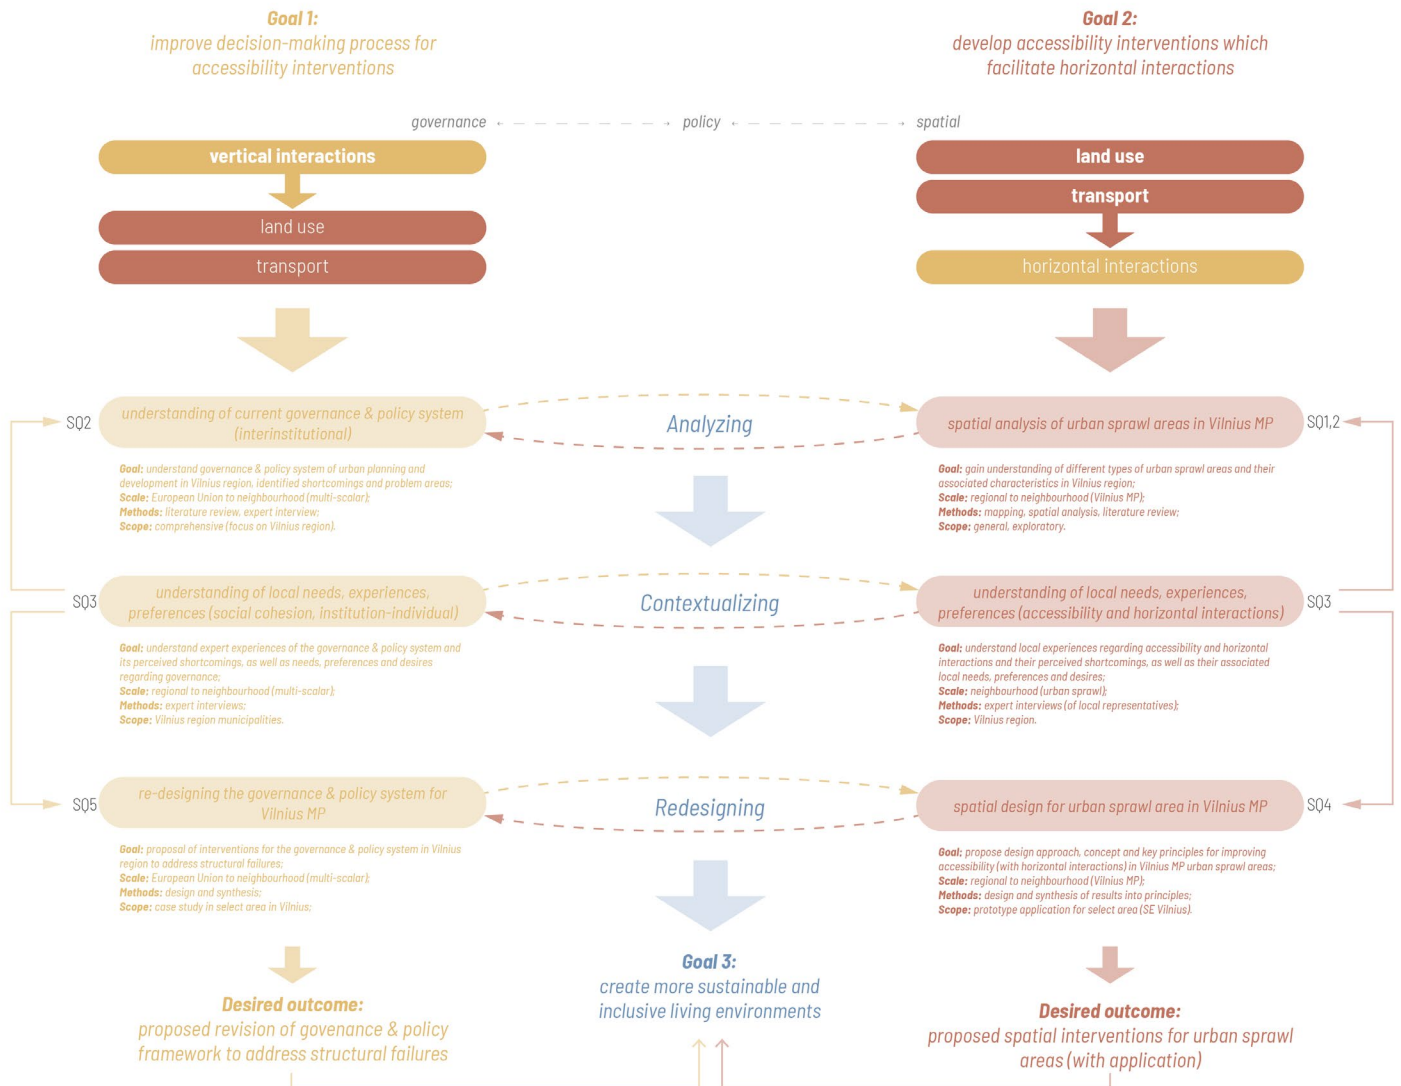 Goal 1:
improve decision-making process for
accessibility interventions
Goal 2:
develop accessibility interventions which
facilitate horizontal interactions
governance policy spatial
vertical interactions
land use
transport
land use
transport
horizontal interactions
SQ2
understanding of current governance & policy system
(interinstitutional)
Analyzing
spatial analysis of urban sprawl areas in Vilnius MP
SQ1,2
Goal: understand governance & policy system of urban planning and
development in Vilnius region, identified shortcomings and problem areas;
Scale: European Union to neighbourhood (multi-scalar);
Methods: literature review, expert interview;
Scope: comprehensive (focus on Vilnius region).
Goal: gain understanding of different types of urban sprawl areas and their
associated characteristics in Vilnius region;
Scale: regional to neighbourhood (Vilnius MP);
Methods: mapping, spatial analysis, literature review;
Scope: general, exploratory.
SQ3
understanding of local needs, experiences,
preferences (social cohesion, institution-individual)
Contextualizing
understanding of local needs, experiences,
preferences (accessibility and horizontal interactions)
SQ3
Goal: understand expert experiences of the governance & policy system and
its perceived shortcomings, as well as needs, preferences and desires
regarding governance;
Scale: regional to neighbourhood (multi-scalar);
Methods: expert interviews;
Scope: Vilnius region municipalities.
Goal: understand local experiences regarding accessibility and horizontal
interactions and their perceived shortcomings, as well as their associated
local needs, preferences and desires;
Scale: neighbourhood (urban sprawl);
Methods: expert interviews (of local representatives);
Scope: Vilnius region.
SQ5
re-designing the governance & policy system for
Vilnius MP
Redesigning
spatial design for urban sprawl area in Vilnius MP
SQ4
Goal: proposal of interventions for the governance & policy system in Vilnius
region to address structural failures;
Scale: European Union to neighbourhood (multi-scalar);
Methods: design and synthesis;
Scope: case study in select area in Vilnius;
Goal: propose design approach, concept and key principles for improving
accessibility (with horizontal interactions) in Vilnius MP urban sprawl areas;
Scale: regional to neighbourhood (Vilnius MP);
Methods: design and synthesis of results into principles;
Scope: prototype application for select area (SE Vilnius).
Desired outcome:
proposed revision of govenance & policy
framework to address structural failures
Goal 3:
create more sustainable and
inclusive living environments
Desired outcome:
proposed spatial interventions for urban sprawl
areas (with application)